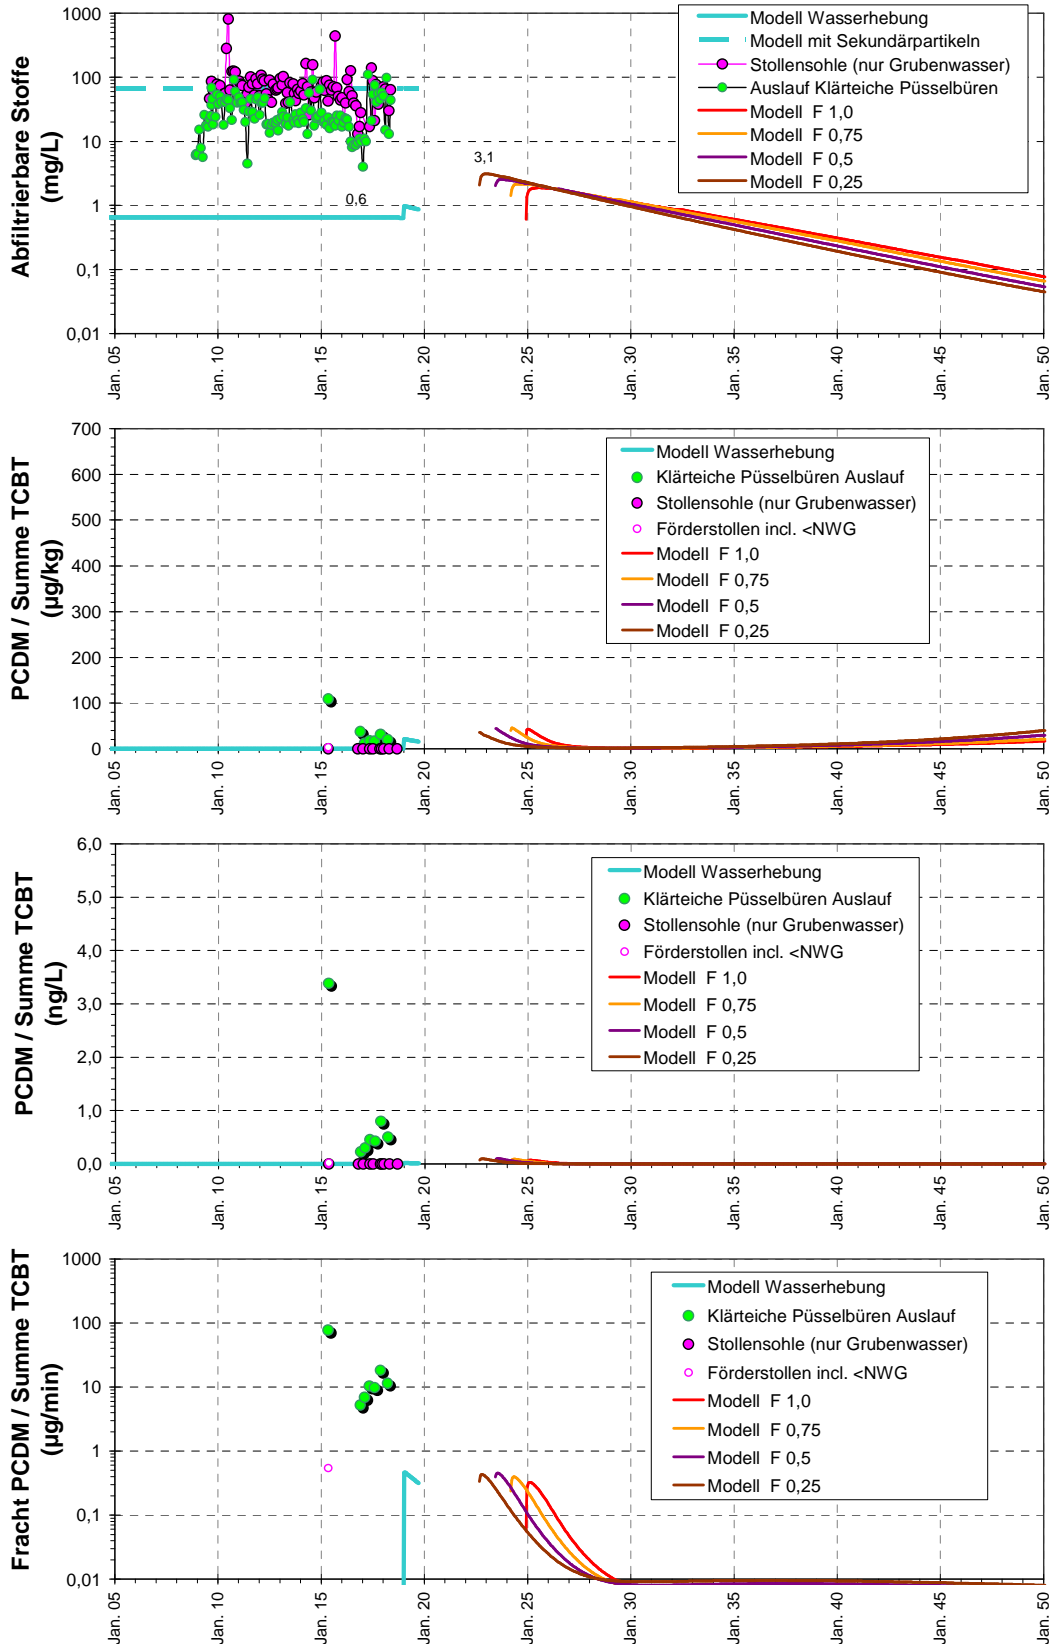 Abfiltrierbare Stoffe
(mg/L)
1000
100
10
1
0,1
0,01
0,6
3,1
Modell Wasserhebung
Modell mit Sekundärpartikeln
Stollensohle (nur Grubenwasser)
Auslauf Klärteiche Püsselbüren
Modell F 1,0
Modell F 0,75
Modell F 0,5
Modell F 0,25
Jan. 05
Jan. 10
Jan. 15
Jan. 20
Jan. 25
Jan. 30
Jan. 35
Jan. 40
Jan. 45
Jan. 50
PCDM / Summe TCBT
(µg/kg)
700
600
500
400
300
200
100
0
Modell Wasserhebung
Klärteiche Püsselbüren Auslauf
Stollensohle (nur Grubenwasser)
Förderstollen incl. <NWG
Modell F 1,0
Modell F 0,75
Modell F 0,5
Modell F 0,25
Jan. 05
Jan. 10
Jan. 15
Jan. 20
Jan. 25
Jan. 30
Jan. 35
Jan. 40
Jan. 45
Jan. 50
PCDM / Summe TCBT
(ng/L)
6,0
5,0
4,0
3,0
2,0
1,0
0,0
Modell Wasserhebung
Klärteiche Püsselbüren Auslauf
Stollensohle (nur Grubenwasser)
Förderstollen incl. <NWG
Modell F 1,0
Modell F 0,75
Modell F 0,5
Modell F 0,25
Jan. 05
Jan. 10
Jan. 15
Jan. 20
Jan. 25
Jan. 30
Jan. 35
Jan. 40
Jan. 45
Jan. 50
Fracht PCDM / Summe TCBT
(µg/min)
1000
100
10
1
0,1
0,01
Modell Wasserhebung
Klärteiche Püsselbüren Auslauf
Stollensohle (nur Grubenwasser)
Förderstollen incl. <NWG
Modell F 1,0
Modell F 0,75
Modell F 0,5
Modell F 0,25
Jan. 05
Jan. 10
Jan. 15
Jan. 20
Jan. 25
Jan. 30
Jan. 35
Jan. 40
Jan. 45
Jan. 50